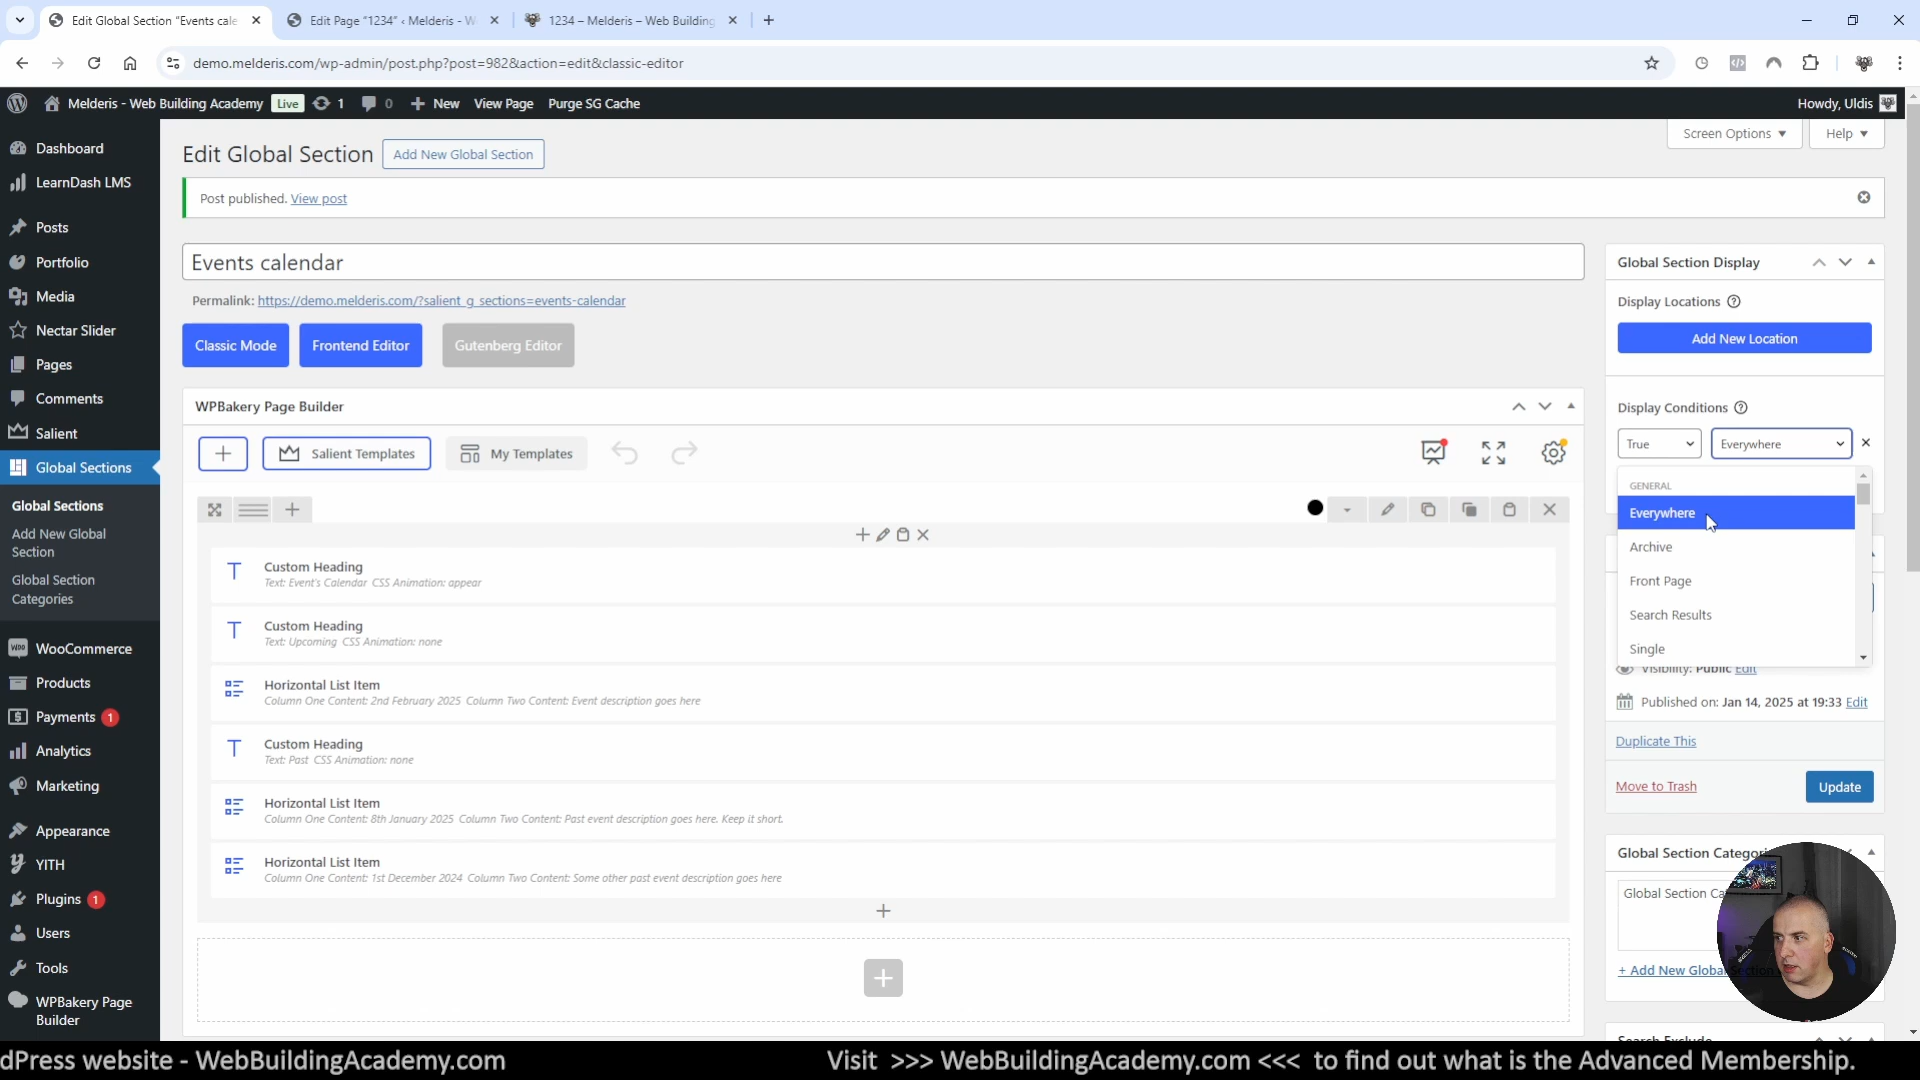 Edit Global Section "Events cale
Edit Page "1234" ‹ Melderis - W
1234 – Melderis – Web Building
demo.melderis.com/wp-admin/post.php?post=982&action=edit&classic-editor
Melderis - Web Building Academy Live 1 0 New View Page Purge SG Cache
Howdy, Uldis
Screen Options
Help
Dashboard
LearnDash LMS
Posts
Portfolio
Media
Nectar Slider
Pages
Comments
Salient
Global Sections
Global Sections
Add New Global
Section
Global Section
Categories
WooCommerce
Products
Payments 1
Analytics
Marketing
Appearance
YITH
Plugins 1
Users
Tools
WPBakery Page
Builder
Edit Global Section
Add New Global Section
Post published. View post
Events calendar
Permalink: https://demo.melderis.com/?salient_g_sections=events-calendar
Classic Mode
Frontend Editor
Gutenberg Editor
WPBakery Page Builder
Salient Templates
My Templates
Custom Heading
Text: Event's Calendar CSS Animation: appear
Custom Heading
Text: Upcoming CSS Animation: none
Horizontal List Item
Column One Content: 2nd February 2025 Column Two Content: Event description goes here
Custom Heading
Text: Past CSS Animation: none
Horizontal List Item
Column One Content: 8th January 2025 Column Two Content: Past event description goes here. Keep it short.
Horizontal List Item
Column One Content: 1st December 2024 Column Two Content: Some other past event description goes here
Global Section Display
Display Locations
Add New Location
Display Conditions
True
Everywhere
GENERAL
Everywhere
Archive
Front Page
Search Results
Single
Visibility: Public Edit
Published on: Jan 14, 2025 at 19:33 Edit
Duplicate This
Move to Trash
Update
Global Section Categor
Global Section Ca
+ Add New Global Section
dPress website - WebBuildingAcademy.com
Visit >>> WebBuildingAcademy.com <<< to find out what is the Advanced Membership.